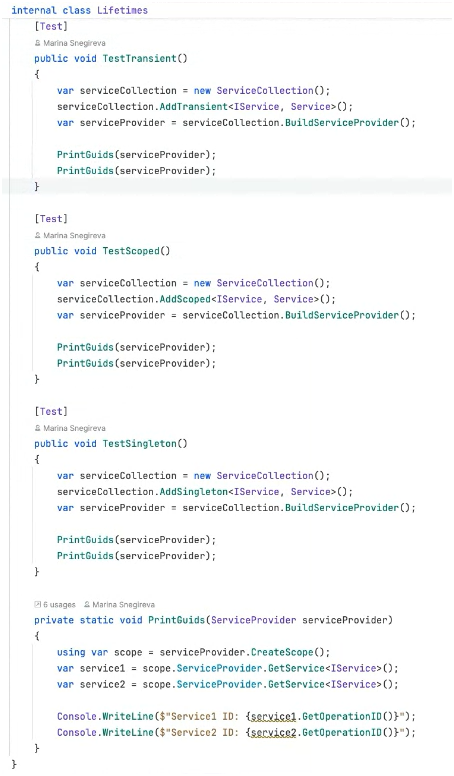 internal class Lifetimes
[Test]
Marina Snegireva
public void TestTransient()
{
var serviceCollection = new ServiceCollection();
serviceCollection.AddTransient<IService, Service>();
var serviceProvider = serviceCollection.BuildServiceProvider();
PrintGuids(serviceProvider);
PrintGuids(serviceProvider);
}
[Test]
Marina Snegireva
public void TestScoped()
{
var serviceCollection = new ServiceCollection();
serviceCollection.AddScoped<IService, Service>();
var serviceProvider = serviceCollection.BuildServiceProvider();
PrintGuids(serviceProvider);
PrintGuids(serviceProvider);
}
[Test]
Marina Snegireva
public void TestSingleton()
{
var serviceCollection = new ServiceCollection();
serviceCollection.AddSingleton<IService, Service>();
var serviceProvider = serviceCollection.BuildServiceProvider();
PrintGuids(serviceProvider);
PrintGuids(serviceProvider);
}
6 usages Marina Snegireva
private static void PrintGuids(ServiceProvider serviceProvider)
{
using var scope = serviceProvider.CreateScope();
var service1 = scope.ServiceProvider.GetService<IService>();
var service2 = scope.ServiceProvider.GetService<IService>();
Console.WriteLine($"Service1 ID: {service1.GetOperationID()}");
Console.WriteLine($"Service2 ID: {service2.GetOperationID()}");
}
}